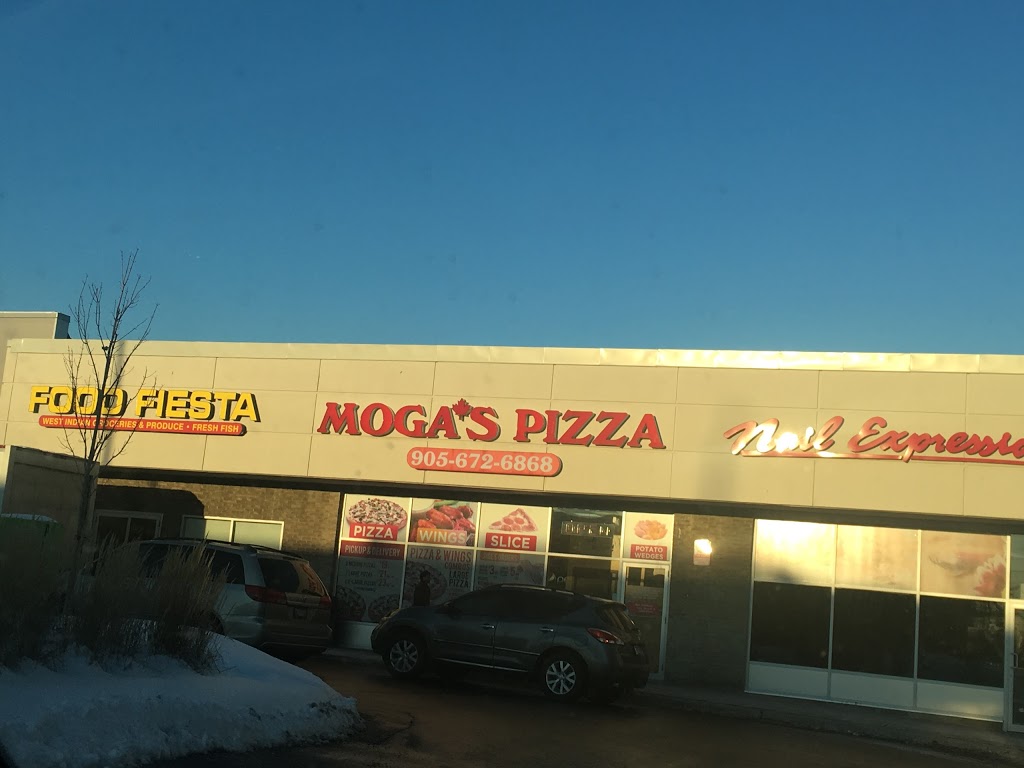 FOOD FIESTA
WEST INDIAN GROCERIES & PRODUCE • FRESH FISH
MOGA'S PIZZA
905-672-6868
Nail Expressio
PIZZA
PICKUP & DELIVERY
WINGS
PIZZA & WINGS
SLICE
POTATO
WEDGES